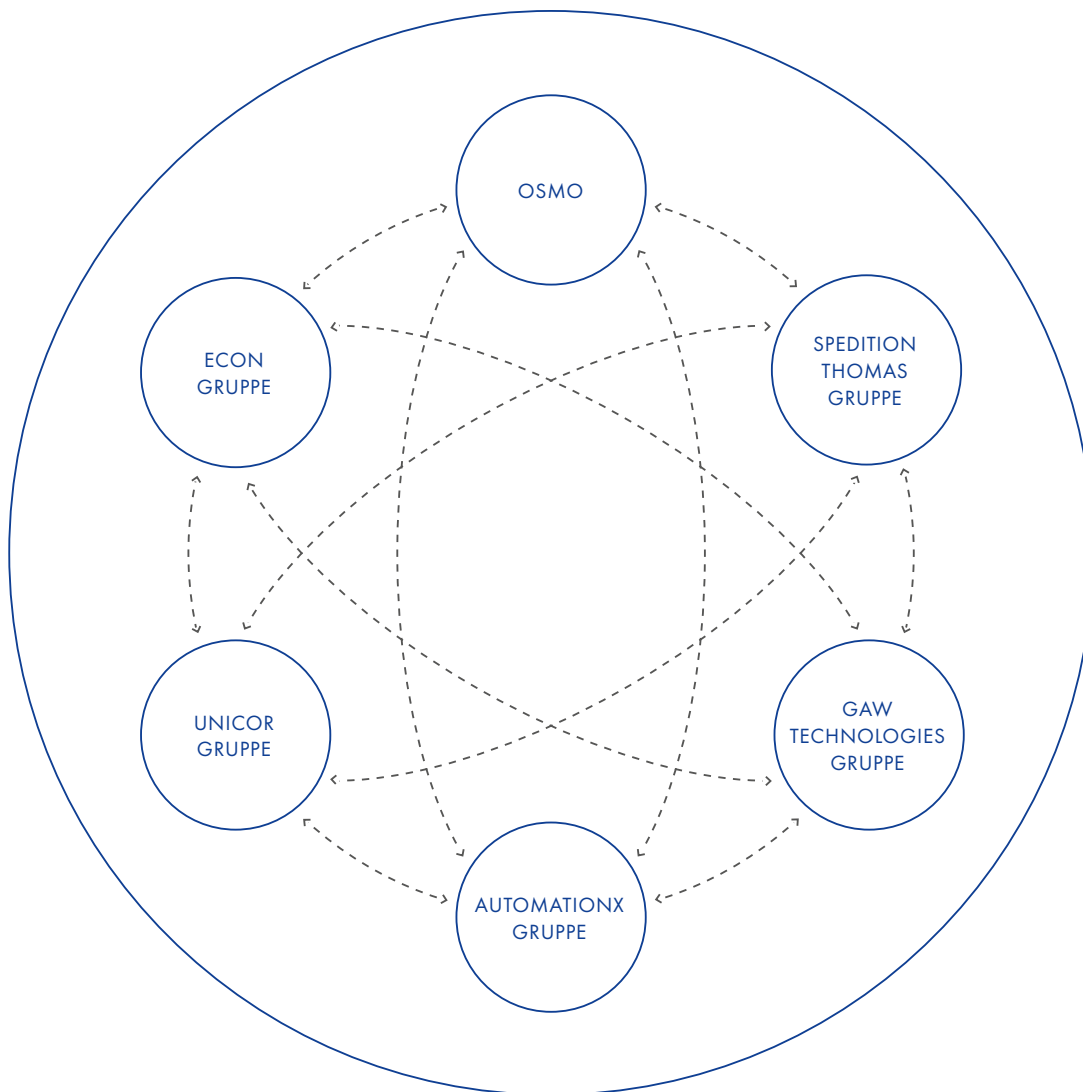 OSMO
ECON
GRUPPE
SPEDITION
THOMAS
GRUPPE
UNICOR
GRUPPE
GAW
TECHNOLOGIES
GRUPPE
AUTOMATIONX
GRUPPE